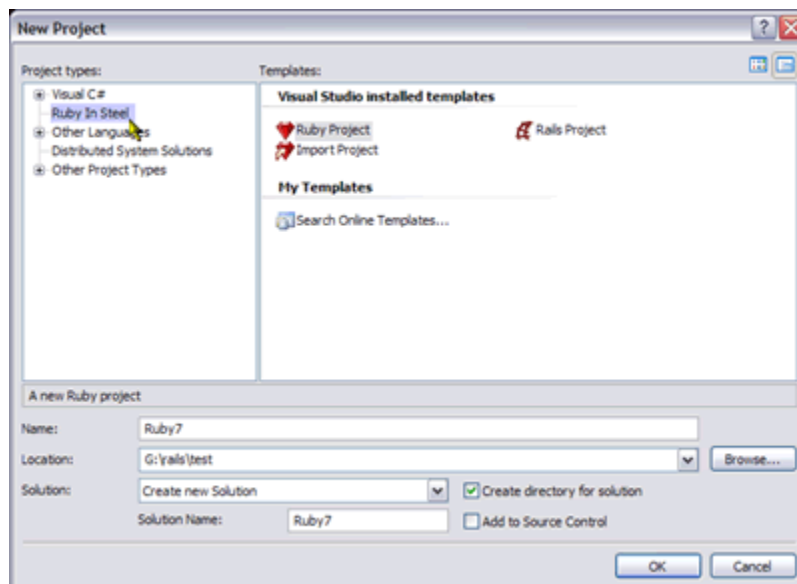 New Project
Project types:
Templates:
Visual C#
Ruby In Steel
Other Languages
Distributed System Solutions
Other Project Types
Visual Studio installed templates
Ruby Project
Rails Project
Import Project
My Templates
Search Online Templates...
A new Ruby project
Name: Ruby7
Location: G:\rails\test Browse...
Solution: Create new Solution Create directory for solution
Solution Name: Ruby7 Add to Source Control
OK Cancel